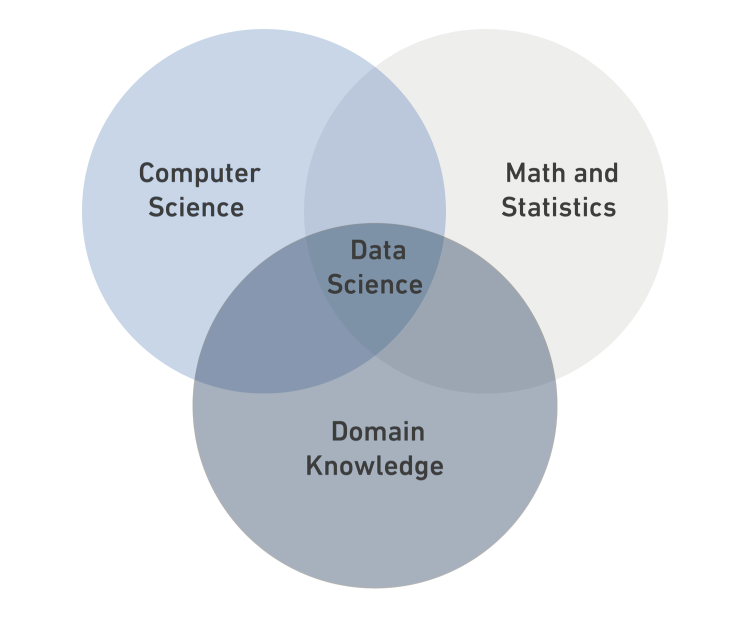 Computer
Science
Math and
Statistics
Data
Science
Domain
Knowledge